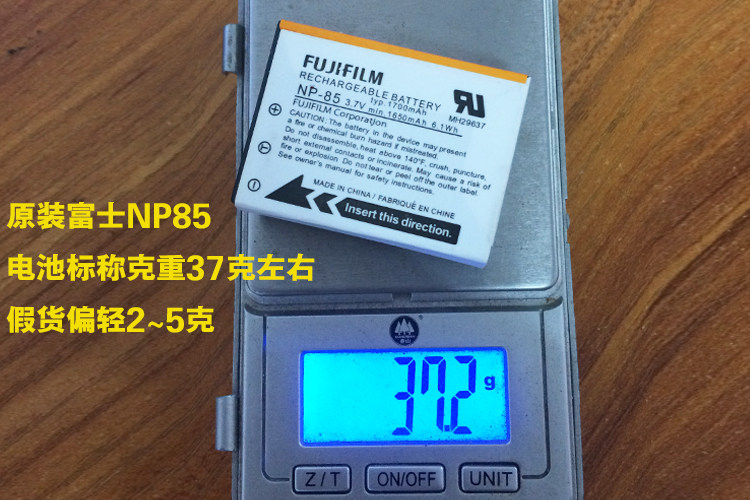 FUJIFILM
RECHARGEABLE BATTERY
typ.1700mAh
NP-85 3.7V min.1650mAh 6.1Wh
MH29637
FUJIFILM Corporation
CAUTION: The battery in the device may present
a fire or chemical burn hazard if mistreated.
Do not disassemble, heat above 140°F, crush, puncture,
short external contacts or incinerate. May cause a risk of
fire or explosion. Do not tear or peel off the outer label.
See owner's manual for safety instructions.
MADE IN CHINA / FABRIQUÉ EN CHINE
Insert this direction.
原装富士NP85
电池标称克重37克左右
假货偏轻2~5克
37.2 g
Z/T
ON/OFF
UNIT